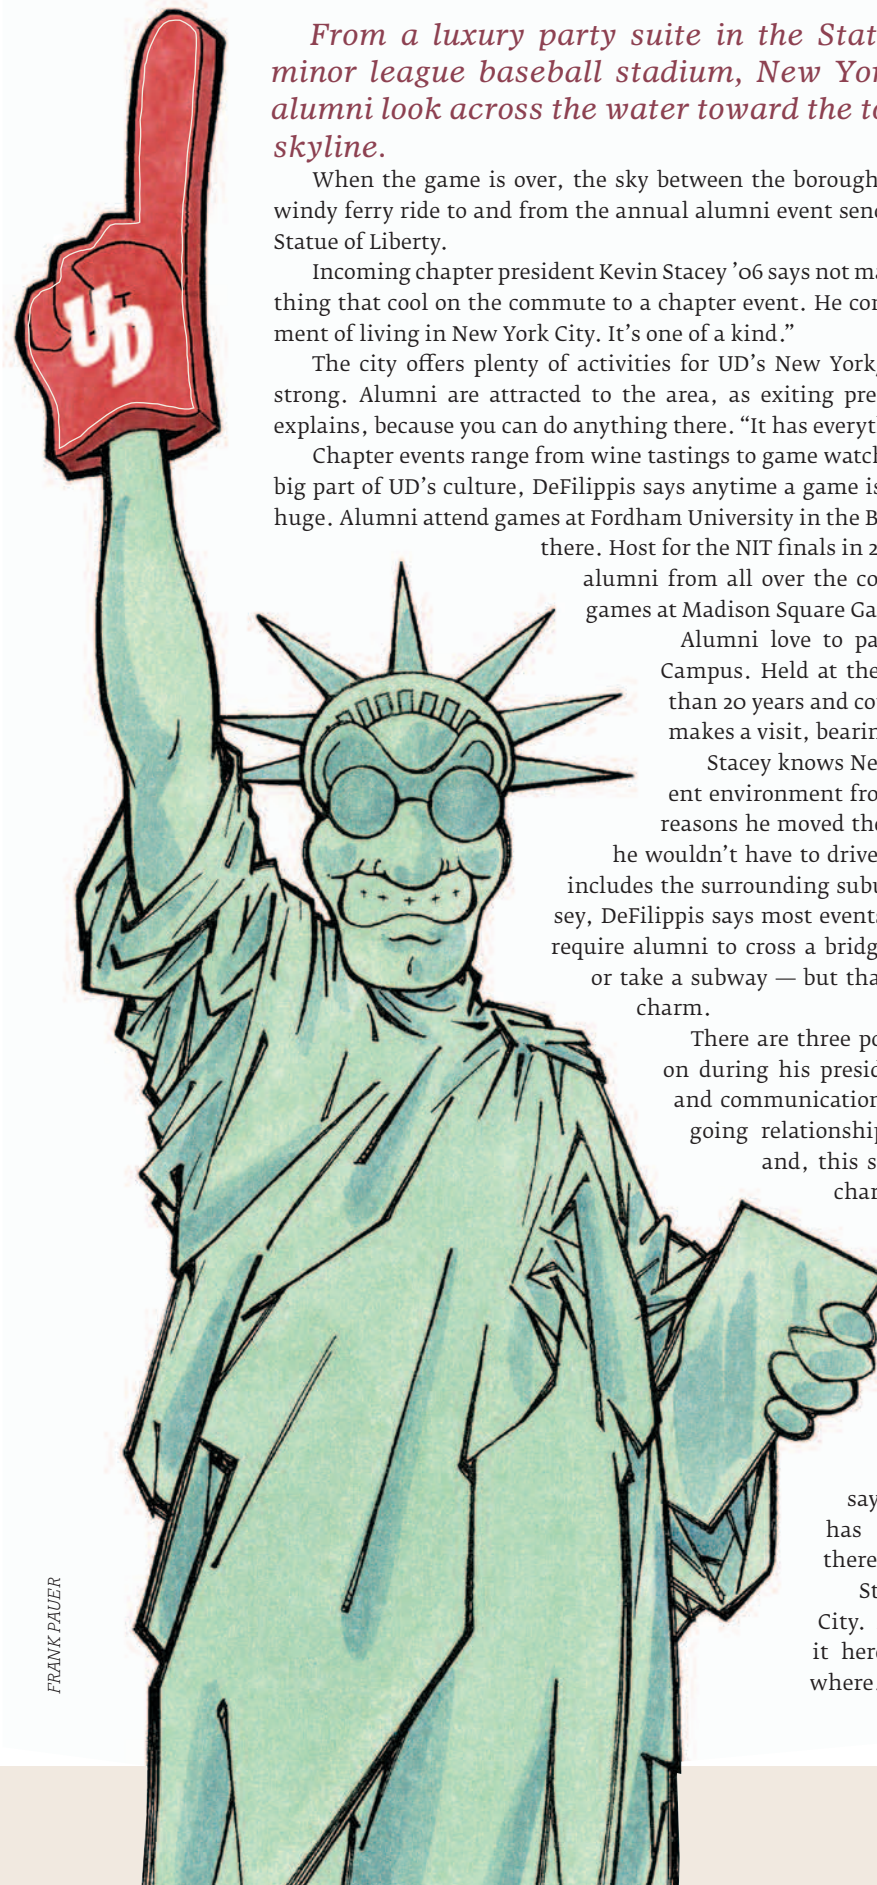 UD
From a luxury party suite in the Stat
minor league baseball stadium, New Yor
alumni look across the water toward the to
skyline.
When the game is over, the sky between the borough
windy ferry ride to and from the annual alumni event sen
Statue of Liberty.
Incoming chapter president Kevin Stacey ’06 says not ma
thing that cool on the commute to a chapter event. He con
ment of living in New York City. It’s one of a kind.”
The city offers plenty of activities for UD’s New York,
strong. Alumni are attracted to the area, as exiting pre
explains, because you can do anything there. “It has everyt
Chapter events range from wine tastings to game watch
big part of UD’s culture, DeFilippis says anytime a game is
huge. Alumni attend games at Fordham University in the B
there. Host for the NIT finals in 2
alumni from all over the co
games at Madison Square Ga
Alumni love to pa
Campus. Held at the
than 20 years and co
makes a visit, bearin
Stacey knows Ne
ent environment fro
reasons he moved the
he wouldn’t have to drive
includes the surrounding subu
sey, DeFilippis says most events
require alumni to cross a bridg
or take a subway — but tha
charm.
There are three po
on during his presid
and communication
going relationship
and, this s
char
say
has
there
St
City.
it here
where.
FRANK PAUER